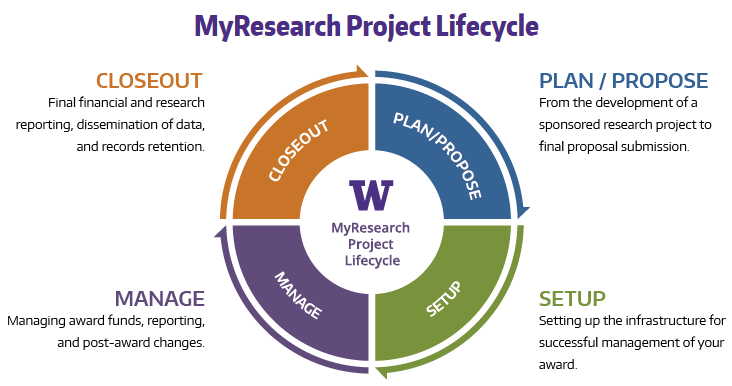 MyResearch Project Lifecycle
CLOSEOUT
Final financial and research
reporting, dissemination of data,
and records retention.
PLAN / PROPOSE
From the development of a
sponsored research project to
final proposal submission.
CLOSEOUT
PLAN/PROPOSE
W
MyResearch
Project
Lifecycle
MANAGE
SETUP
MANAGE
Managing award funds, reporting,
and post-award changes.
SETUP
Setting up the infrastructure for
successful management of your
award.